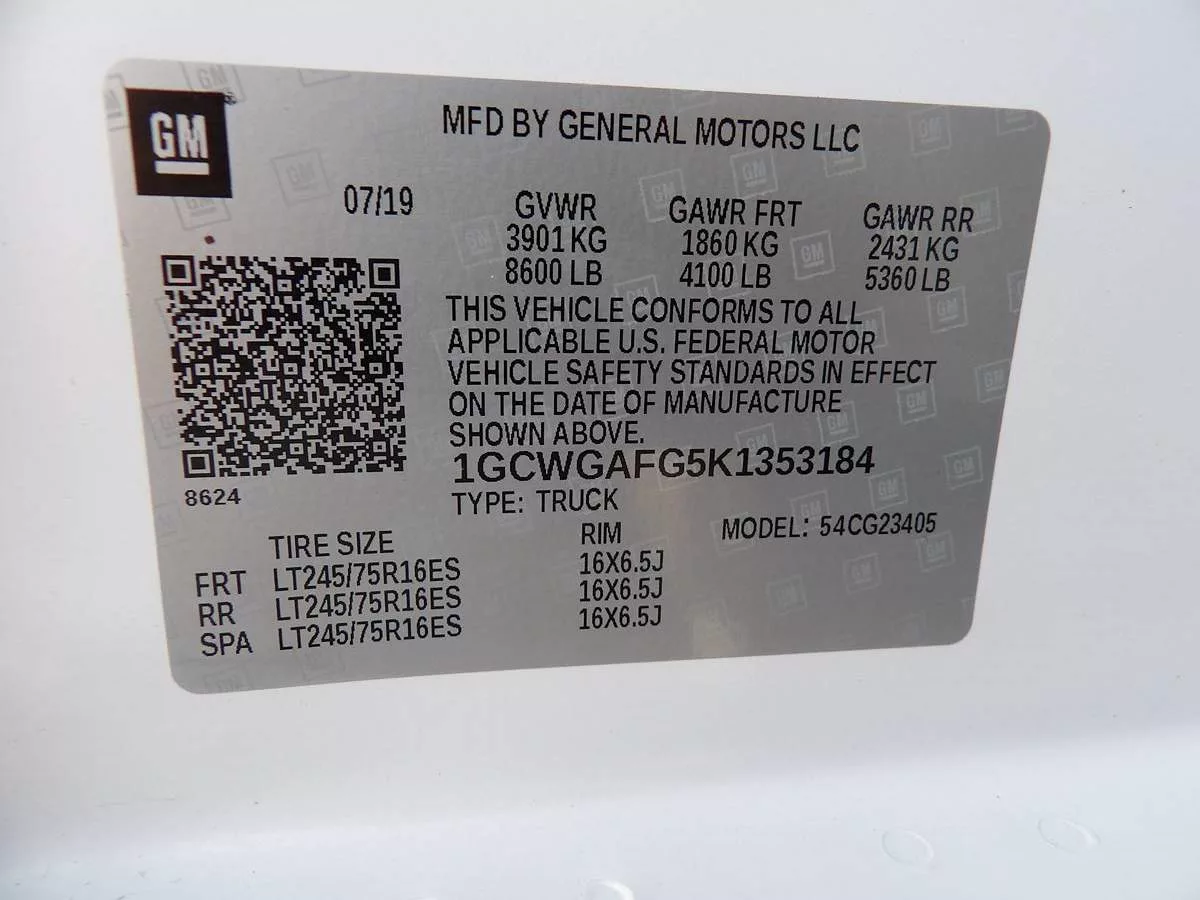 GM
MFD BY GENERAL MOTORS LLC
07/19 GVWR GAWR FRT GAWR RR
3901 KG 1860 KG 2431 KG
8600 LB 4100 LB 5360 LB
THIS VEHICLE CONFORMS TO ALL
APPLICABLE U.S. FEDERAL MOTOR
VEHICLE SAFETY STANDARDS IN EFFECT
ON THE DATE OF MANUFACTURE
SHOWN ABOVE.
1GCWGAFG5K1353184
8624
TYPE: TRUCK
TIRE SIZE RIM MODEL: 54CG23405
FRT LT245/75R16ES 16X6.5J
RR LT245/75R16ES 16X6.5J
SPA LT245/75R16ES 16X6.5J